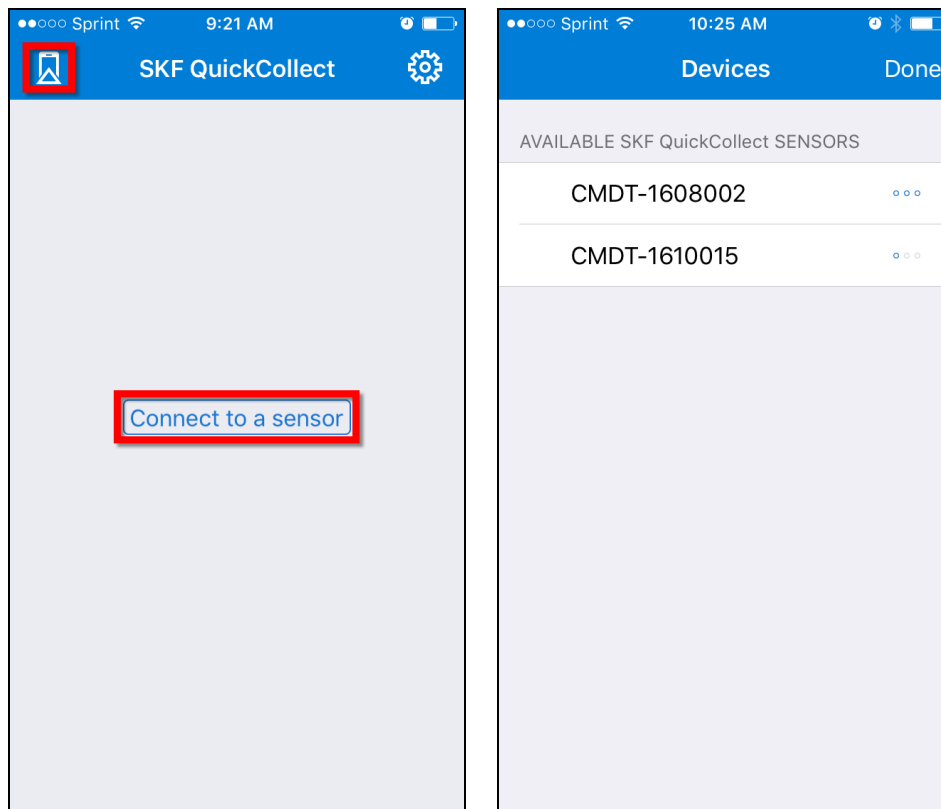 Sprint 9:21 AM
SKF QuickCollect
Connect to a sensor
Sprint 10:25 AM
Devices Done
AVAILABLE SKF QuickCollect SENSORS
CMDT-1608002
CMDT-1610015